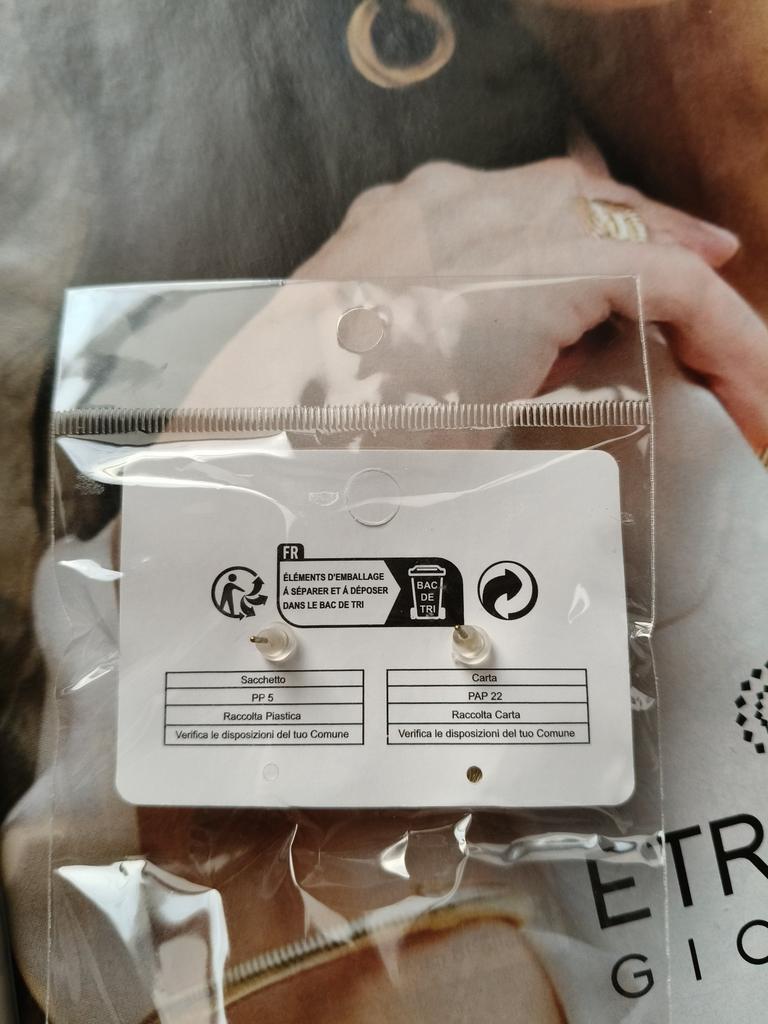 FR
ÉLÉMENTS D'EMBALLAGE
Á SÉPARER ET Á DÉPOSER
DANS LE BAC DE TRI
BAC
DE
TRI
Sacchetto
PP 5
Raccolta Piastica
Verifica le disposizioni del tuo Comune
Carta
PAP 22
Raccolta Carta
Verifica le disposizioni del tuo Comune
ETR
GIO